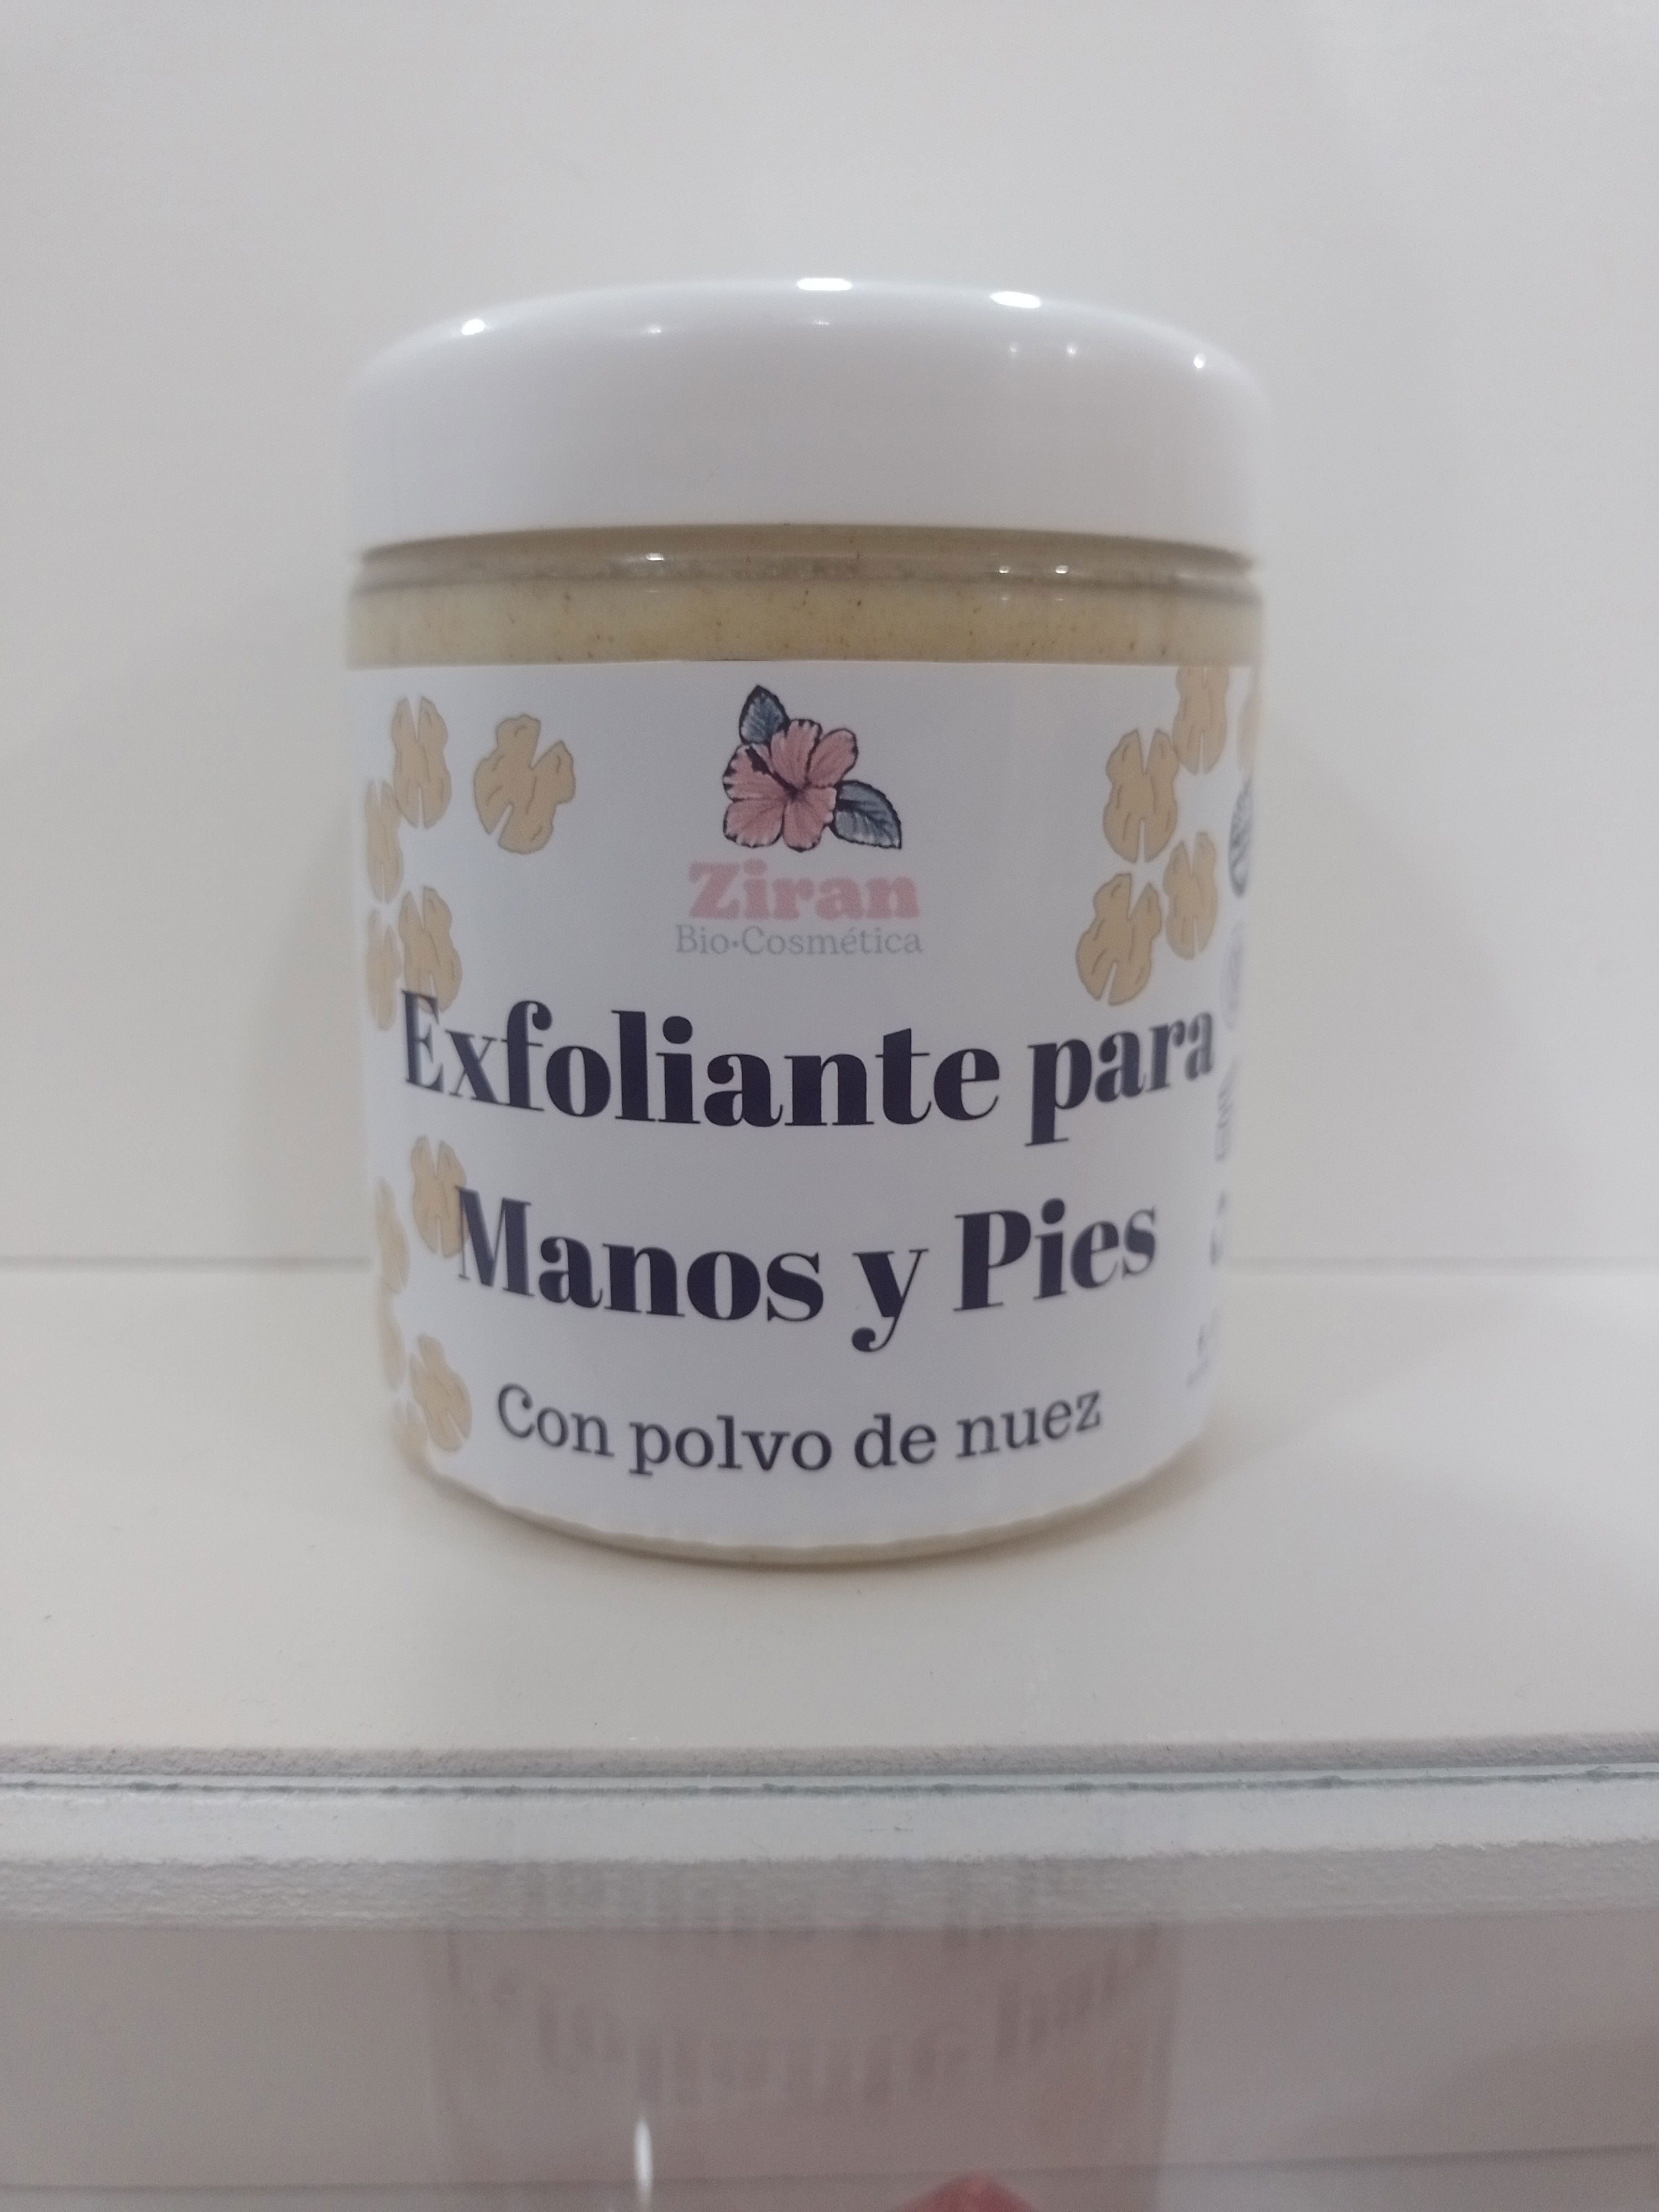 Ziran
Bio•Cosmética
Exfoliante para
Manos y Pies
Con polvo de nuez